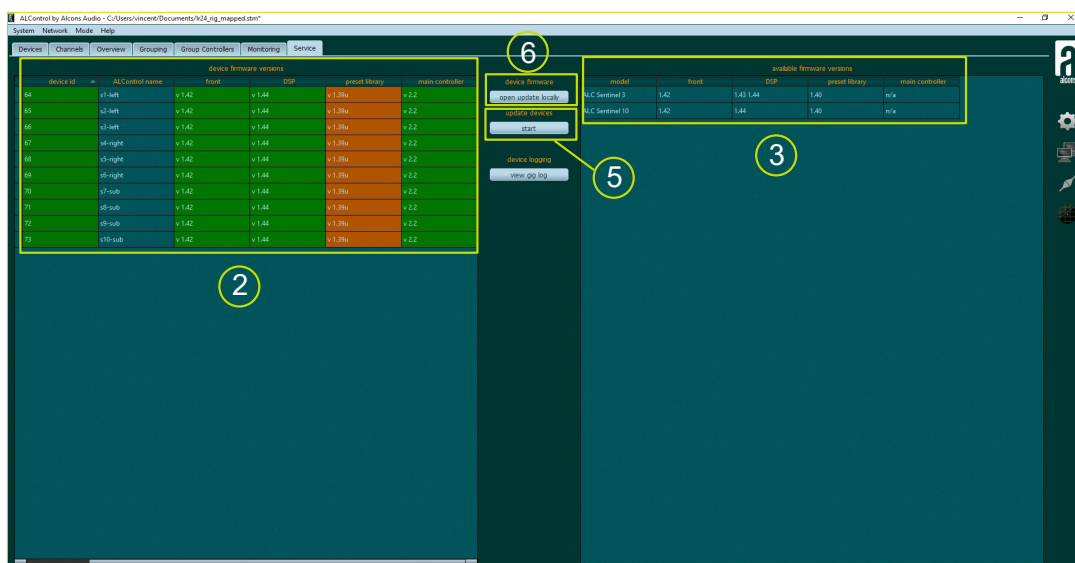 ALControl by Alcons Audio - C:/Users/vincent/Documents/lr24_rig_mapped.stm*
System Network Mode Help
Devices Channels Overview Grouping Group Controllers Monitoring Service
device firmware versions
device id ALControl name front DSP preset library main controller
64 s1-left v 1.42 v 1.44 v 1.39u v 2.2
65 s2-left v 1.42 v 1.44 v 1.39u v 2.2
66 s3-left v 1.42 v 1.44 v 1.39u v 2.2
67 s4-right v 1.42 v 1.44 v 1.39u v 2.2
68 s5-right v 1.42 v 1.44 v 1.39u v 2.2
69 s6-right v 1.42 v 1.44 v 1.39u v 2.2
70 s7-sub v 1.42 v 1.44 v 1.39u v 2.2
71 s8-sub v 1.42 v 1.44 v 1.39u v 2.2
72 s9-sub v 1.42 v 1.44 v 1.39u v 2.2
73 s10-sub v 1.42 v 1.44 v 1.39u v 2.2
2
6
device firmware
open update locally
update devices
start
5
device logging
view gig log
available firmware versions
model front DSP preset library main controller
ALC Sentinel 3 1.42 1.43 1.44 1.40 n/a
ALC Sentinel 10 1.42 1.44 1.40 n/a
3
alcons